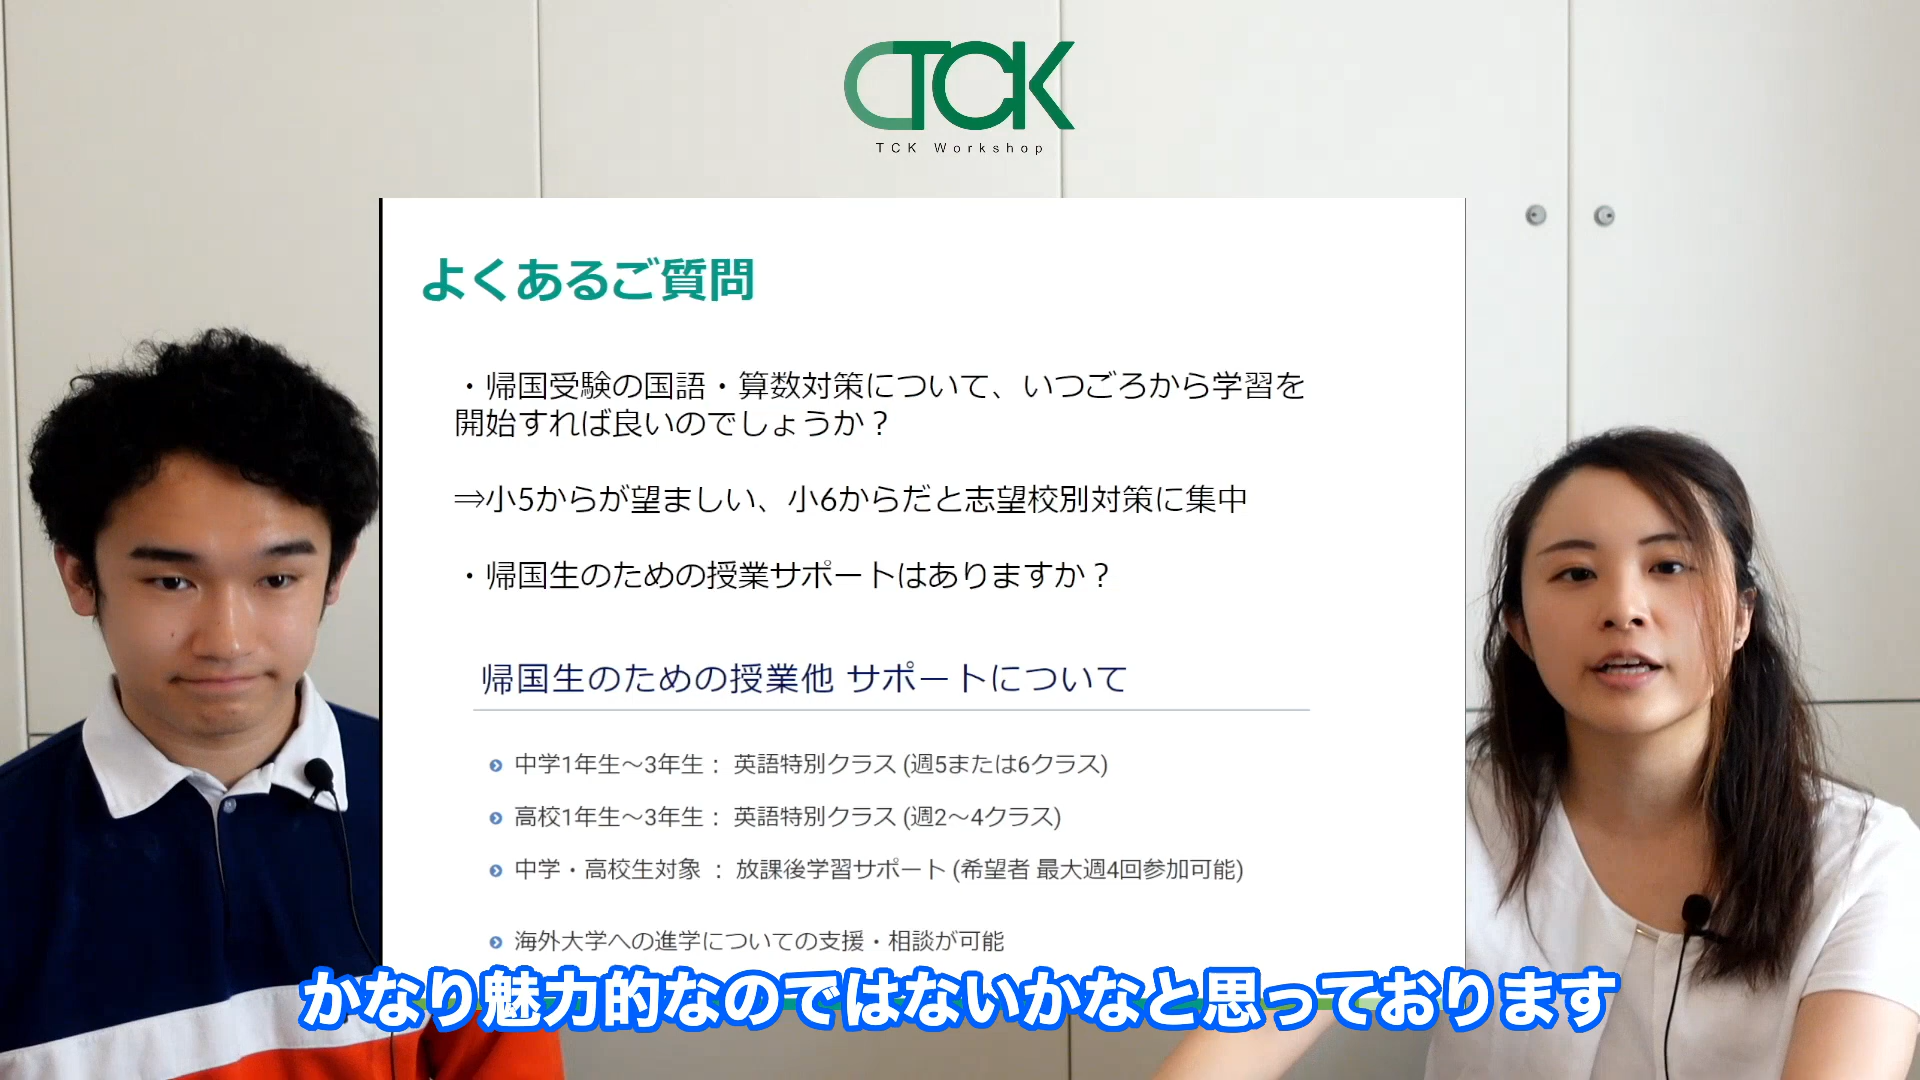 TCK
TCK Workshop
よくあるご質問
・帰国受験の国語・算数対策について、いつごろから学習を
開始すれば良いのでしょうか？
⇒小5からが望ましい、小6からだと志望校別対策に集中
・帰国生のための授業サポートはありますか？
帰国生のための授業他 サポートについて
中学1年生～3年生： 英語特別クラス (週5または6クラス)
高校1年生～3年生： 英語特別クラス (週2～4クラス)
中学・高校生対象 ： 放課後学習サポート (希望者 最大週4回参加可能)
海外大学への進学についての支援・相談が可能
かなり魅力的なのではないかなと思っております